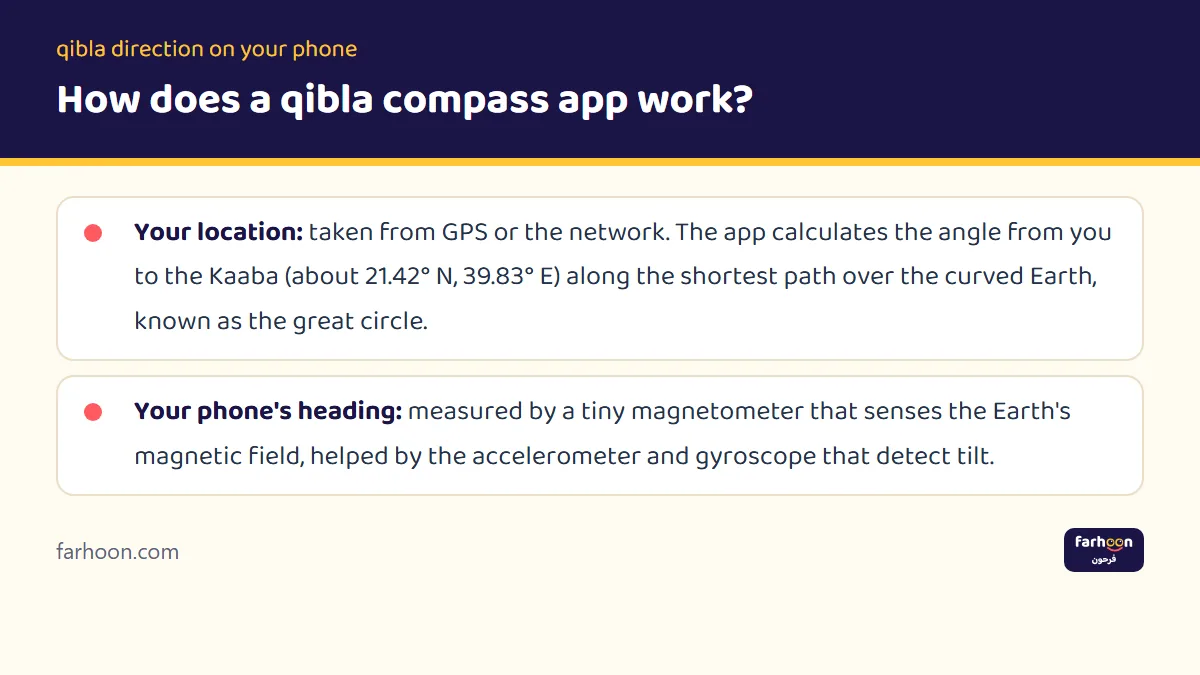 qibla direction on your phone
How does a qibla compass app work?
Your location: taken from GPS or the network. The app calculates the angle from you
to the Kaaba (about 21.42° N, 39.83° E) along the shortest path over the curved Earth,
known as the great circle.
Your phone's heading: measured by a tiny magnetometer that senses the Earth's
magnetic field, helped by the accelerometer and gyroscope that detect tilt.
farhoon.com
farhoon
فرحون